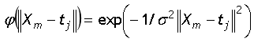 φ(‖X_m − t_j‖) = exp(−1/σ²‖X_m − t_j‖²)